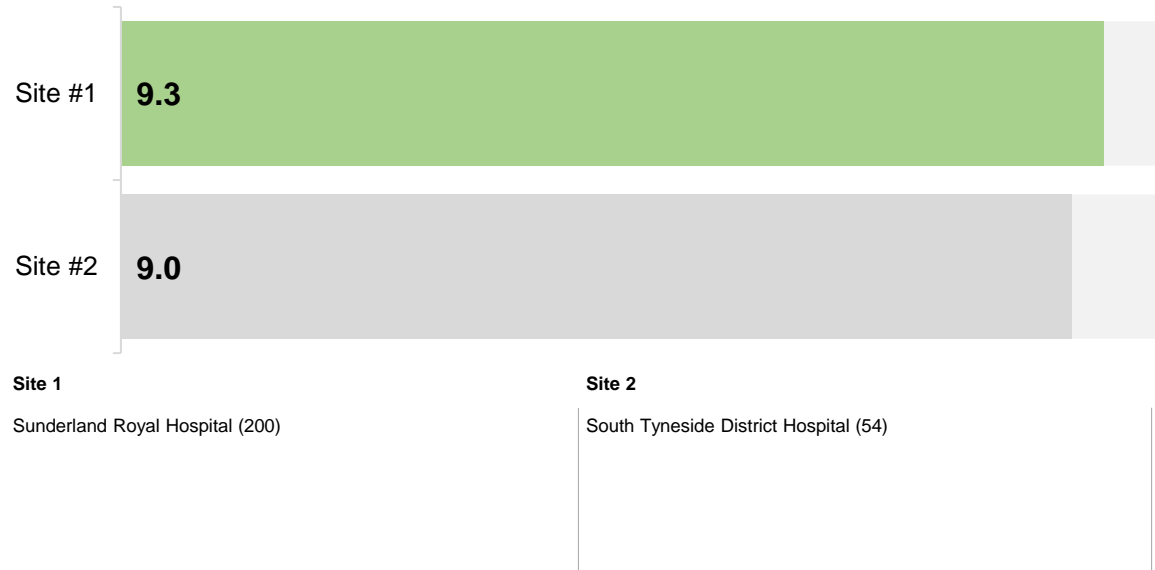 Site #1
9.3
Site #2
9.0
Site 1
Sunderland Royal Hospital (200)
Site 2
South Tyneside District Hospital (54)